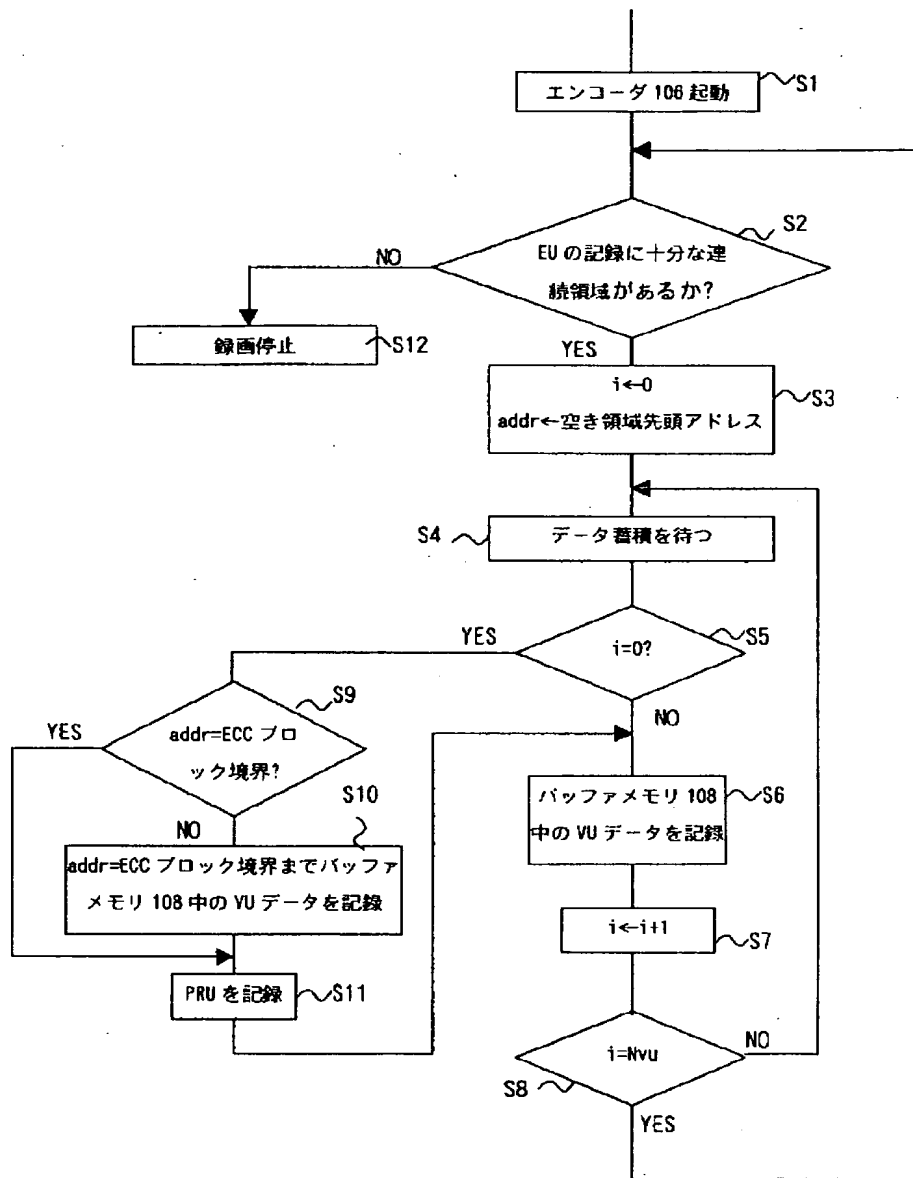 エンコーダ 106 起動
S1
S2
EU の記録に十分な連
続領域があるか?
NO
録画停止
S12
YES
i←0
addr←空き領域先頭アドレス
S3
S4
データ蓄積を待つ
YES
i=0?
S5
NO
S9
YES
addr=ECC ブロ
ック境界?
S10
NO
addr=ECC ブロック境界までバッファ
メモリ 108 中の VU データを記録
バッファメモリ 108
中の VU データを記録
S6
i←i+1
S7
PRU を記録
S11
i=Nvu
NO
S8
YES